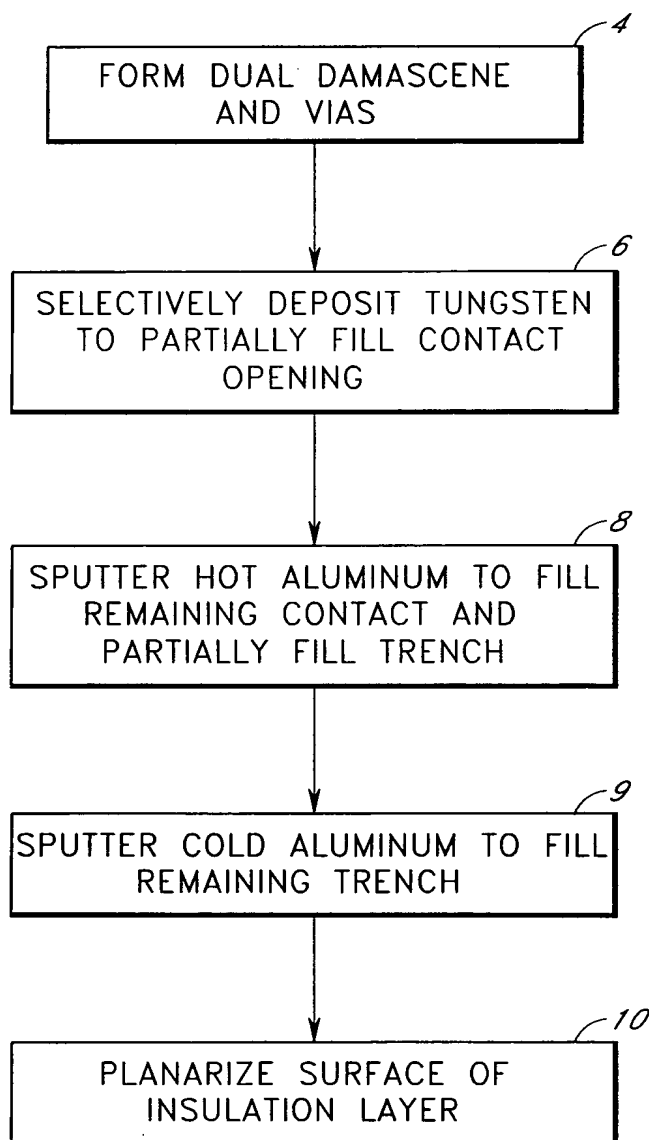 4
FORM DUAL DAMASCENE
AND VIAS
6
SELECTIVELY DEPOSIT TUNGSTEN
TO PARTIALLY FILL CONTACT
OPENING
8
SPUTTER HOT ALUMINUM TO FILL
REMAINING CONTACT AND
PARTIALLY FILL TRENCH
9
SPUTTER COLD ALUMINUM TO FILL
REMAINING TRENCH
10
PLANARIZE SURFACE OF
INSULATION LAYER